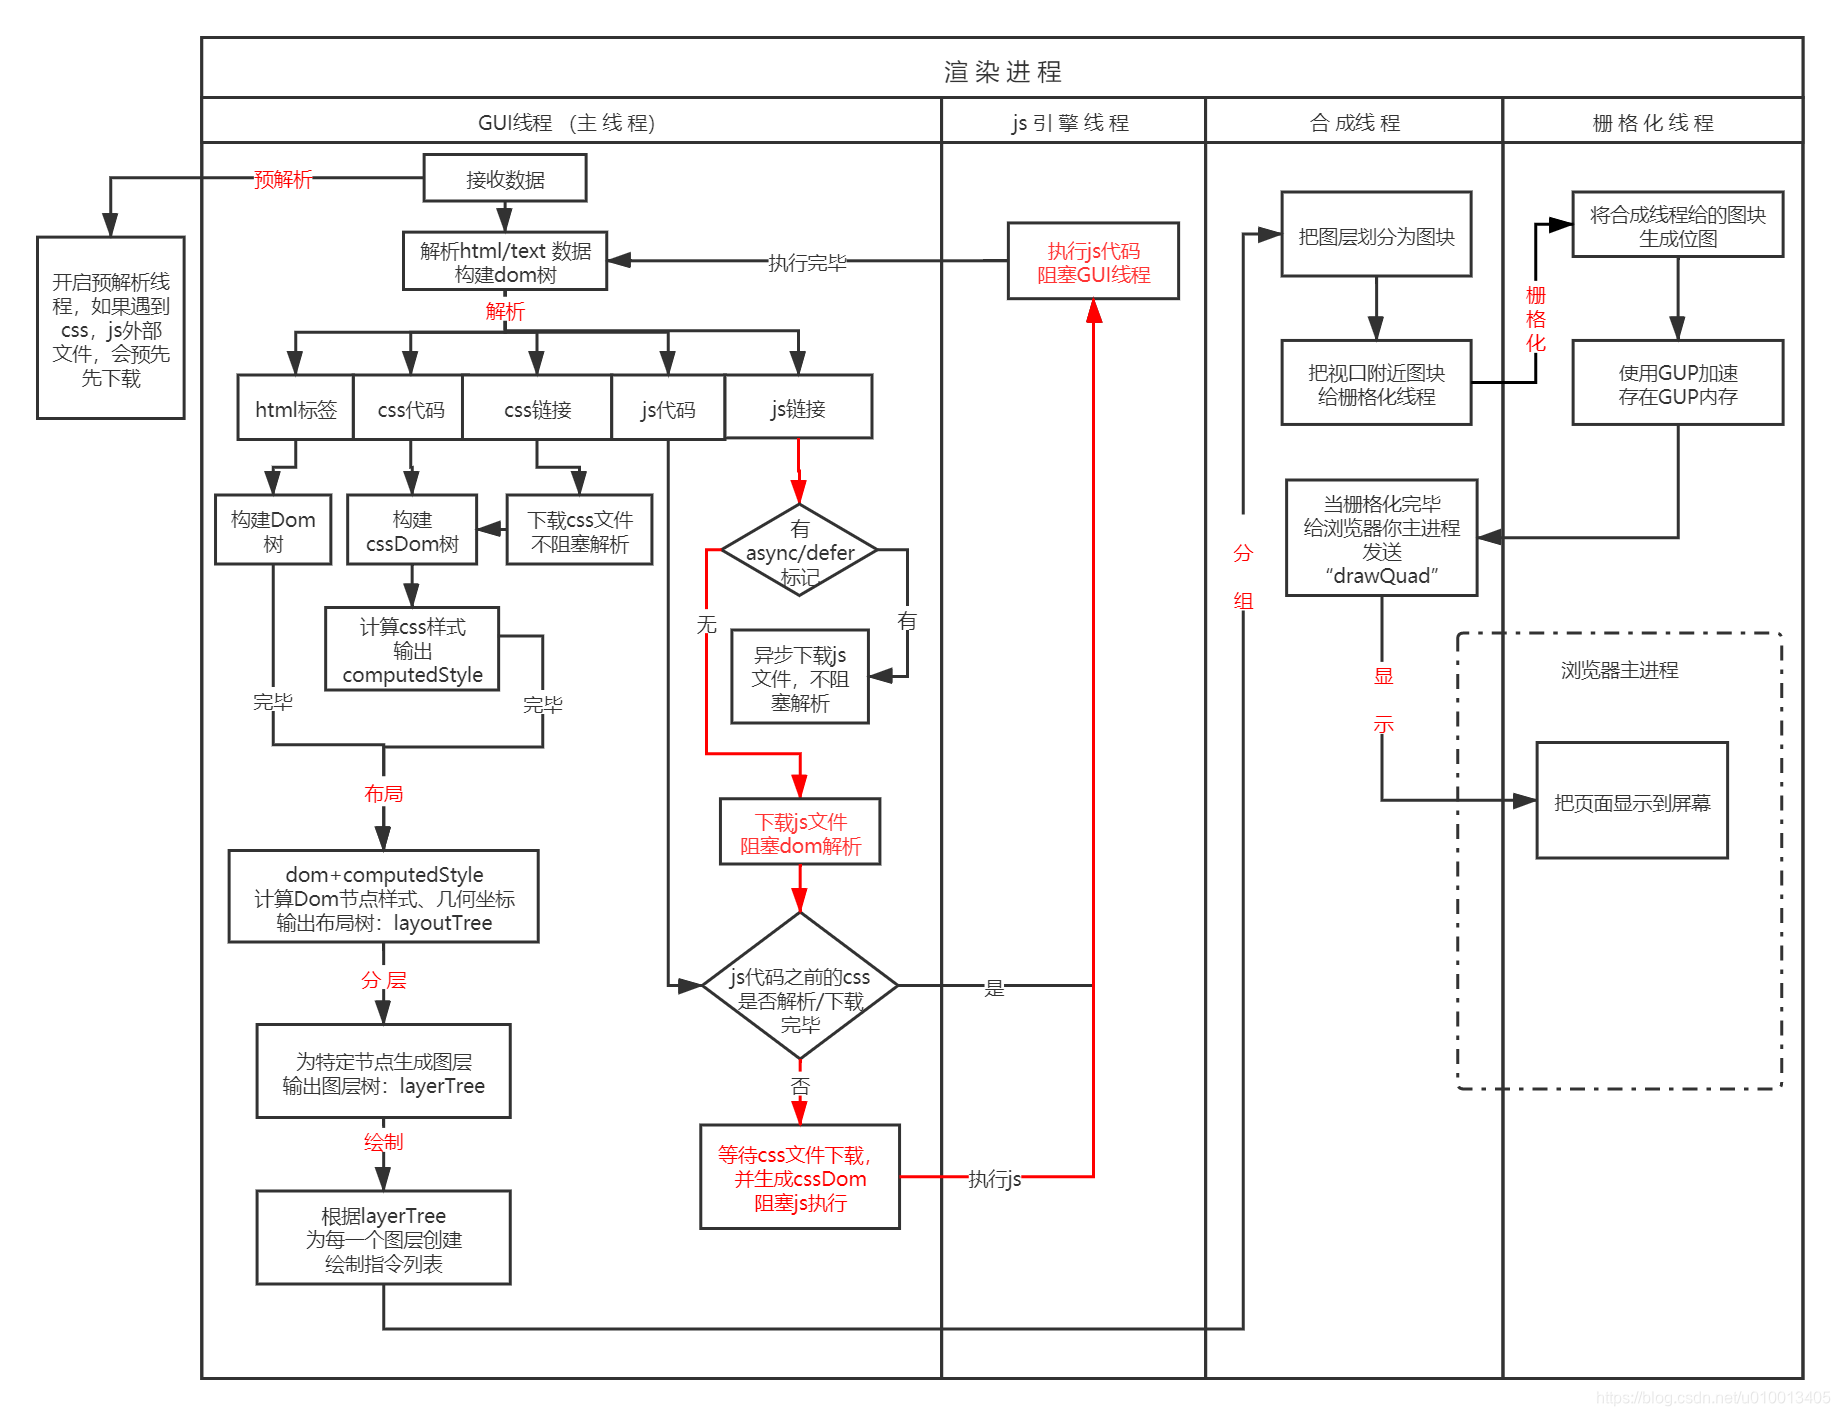 渲 染 进 程
GUI线程 （主 线 程）
js 引 擎 线 程
合 成 线 程
栅 格 化 线 程
预解析
接收数据
开启预解析线
程，如果遇到
css，js外部
文件，会预先
先下载
解析html/text 数据
构建dom树
执行完毕
执行js代码
阻塞GUI线程
解析
html标签
css代码
css链接
js代码
js链接
构建Dom
树
构建
cssDom树
下载css文件
不阻塞解析
有
async/defer
标记
无
有
计算css样式
输出
computedStyle
完毕
完毕
异步下载js
文件，不阻
塞解析
布局
下载js文件
阻塞dom解析
dom+computedStyle
计算Dom节点样式、几何坐标
输出布局树：layoutTree
分 层
js代码之前的css
是否解析/下载
完毕
是
否
为特定节点生成图层
输出图层树：layerTree
绘制
等待css文件下载，
并生成cssDom
阻塞js执行
执行js
根据layerTree
为每一个图层创建
绘制指令列表
分
组
把图层划分为图块
把视口附近图块
给栅格化线程
栅
格
化
将合成线程给的图块
生成位图
使用GUP加速
存在GUP内存
当栅格化完毕
给浏览器你主进程
发送
“drawQuad”
显
示
浏览器主进程
把页面显示到屏幕
https://blog.csdn.net/u010013405